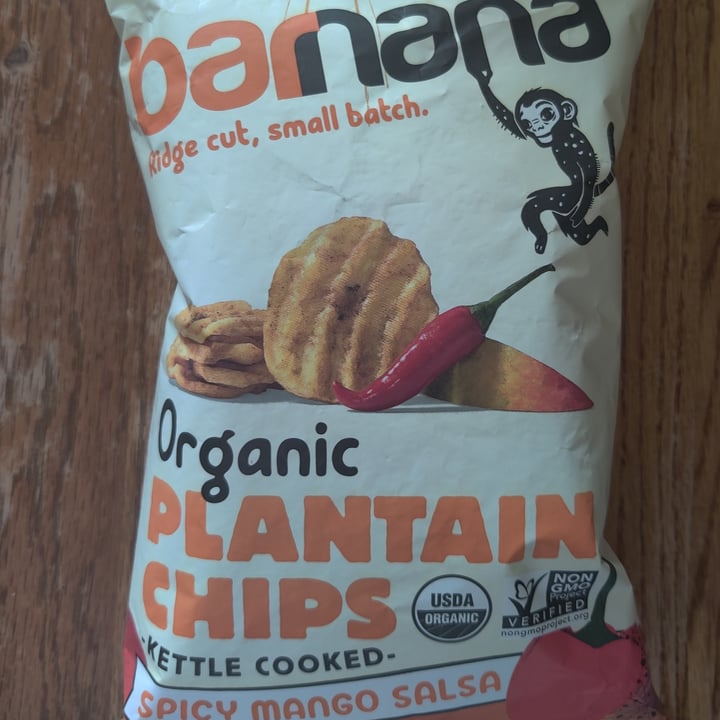 barnana
Ridge cut, small batch.
Organic
PLANTAIN
CHIPS
USDA
ORGANIC
NON
GMO
Project
VERIFIED
nongmoproject.org
-KETTLE COOKED-
SPICY MANGO SALSA